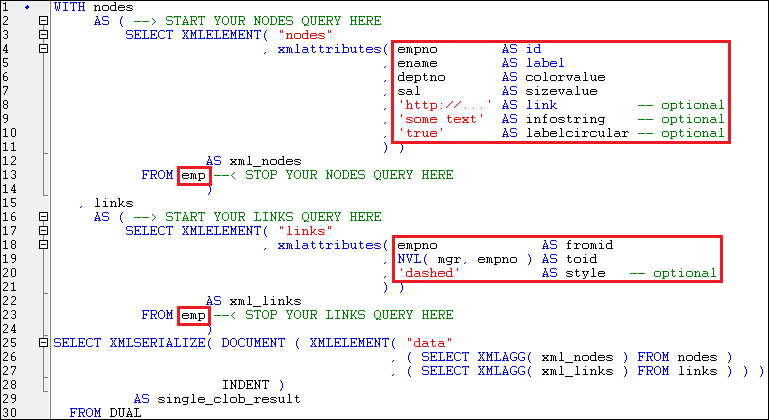 1 WITH nodes
2 AS ( --> START YOUR NODES QUERY HERE
3 SELECT XMLELEMENT( "nodes"
4 , xmlattributes( empno AS id
5 , ename AS label
6 , deptno AS colorvalue
7 , sal AS sizevalue
8 , 'http://...' AS link -- optional
9 , 'some text' AS infostring -- optional
10 , 'true' AS labelcircular -- optional
11 ) )
12 AS xml_nodes
13 FROM emp --< STOP YOUR NODES QUERY HERE
14 )
15 , links
16 AS ( --> START YOUR LINKS QUERY HERE
17 SELECT XMLELEMENT( "links"
18 , xmlattributes( empno AS fromid
19 , NVL( mgr, empno ) AS toid
20 , 'dashed' AS style -- optional
21 ) )
22 AS xml_links
23 FROM emp --< STOP YOUR LINKS QUERY HERE
24 )
25 SELECT XMLSERIALIZE( DOCUMENT ( XMLELEMENT( "data"
26 , ( SELECT XMLAGG( xml_nodes ) FROM nodes )
27 , ( SELECT XMLAGG( xml_links ) FROM links ) ) )
28 INDENT )
29 AS single_clob_result
30 FROM DUAL